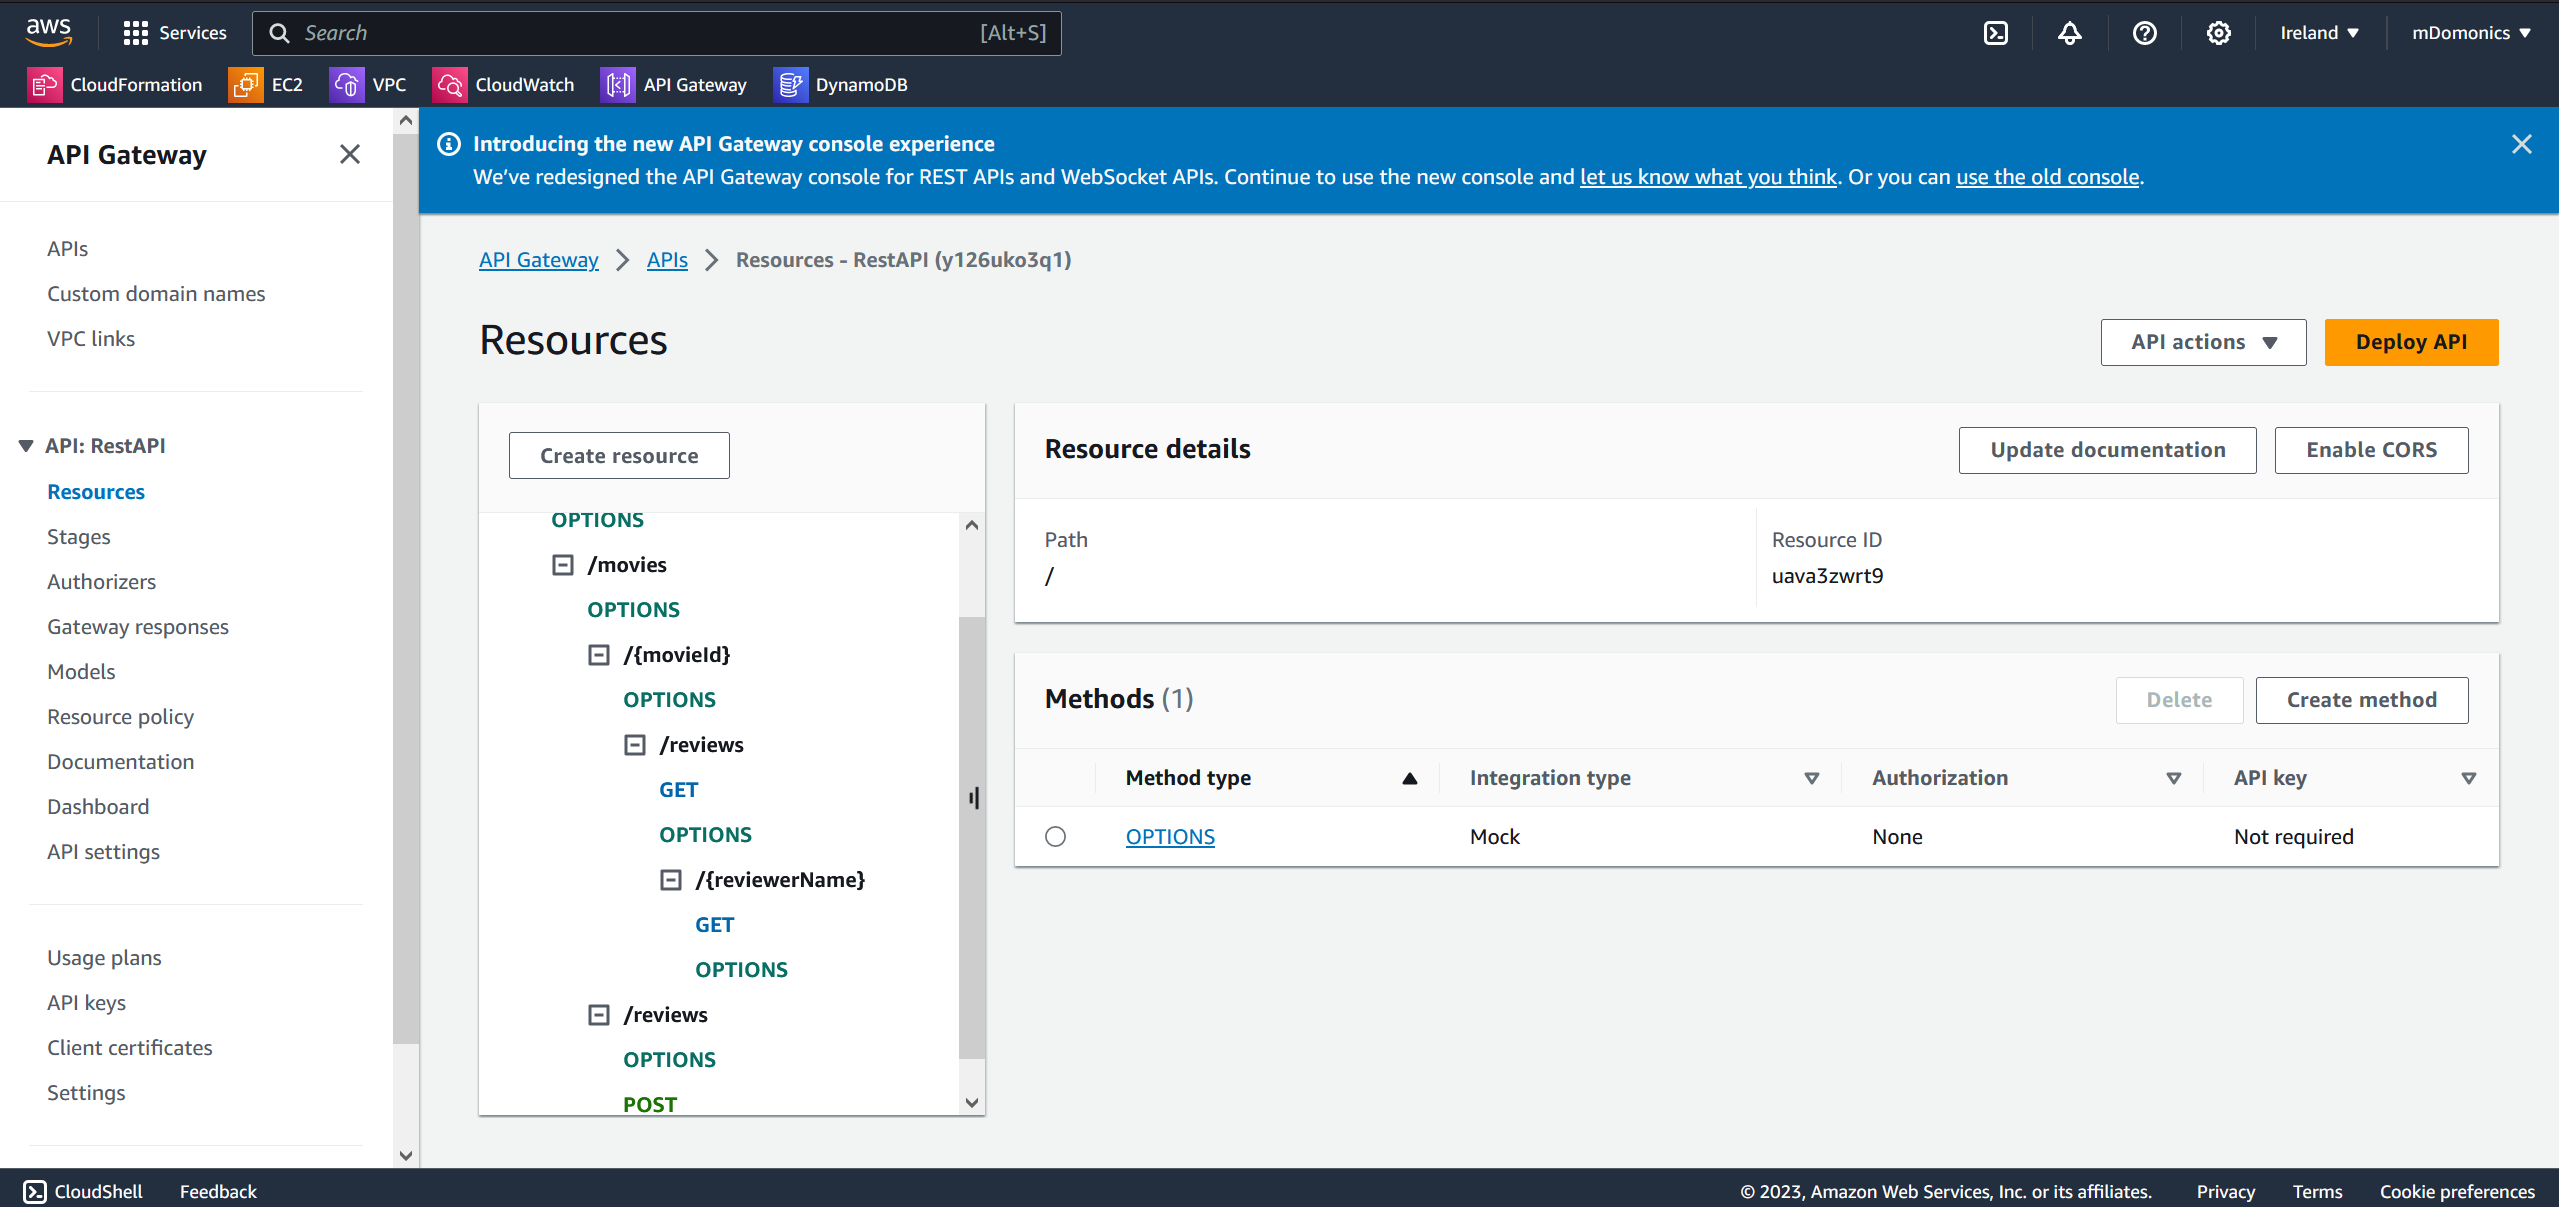 aws
Services
Search [Alt+S]
Ireland
mDomonics
CloudFormation
EC2
VPC
CloudWatch
API Gateway
DynamoDB
API Gateway
APIs
Custom domain names
VPC links
API: RestAPI
Resources
Stages
Authorizers
Gateway responses
Models
Resource policy
Documentation
Dashboard
API settings
Usage plans
API keys
Client certificates
Settings
Introducing the new API Gateway console experience
We've redesigned the API Gateway console for REST APIs and WebSocket APIs. Continue to use the new console and let us know what you think. Or you can use the old console.
API Gateway > APIs > Resources - RestAPI (y126uko3q1)
Resources
API actions
Deploy API
Create resource
OPTIONS
/movies
OPTIONS
/{movieId}
OPTIONS
/reviews
GET
OPTIONS
/{reviewerName}
GET
OPTIONS
/reviews
OPTIONS
POST
Resource details
Update documentation
Enable CORS
Path
/
Resource ID
uava3zwrt9
Methods (1)
Delete
Create method
Method type Integration type Authorization API key
OPTIONS Mock None Not required
CloudShell
Feedback
© 2023, Amazon Web Services, Inc. or its affiliates.
Privacy
Terms
Cookie preferences